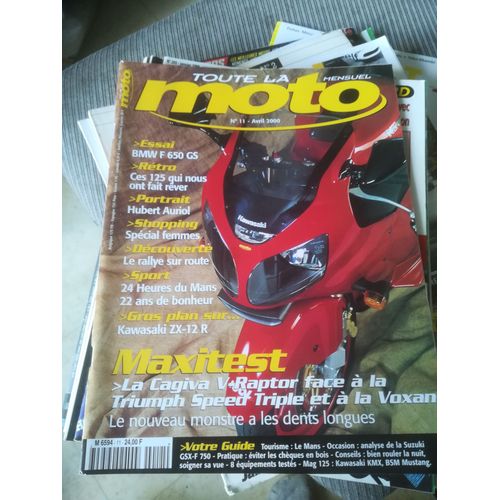 TOUTE LA
MENSUEL
moto
N° 11 - Avril 2000
>Essai
BMW F 650 GS
>Rétro
Ces 125 qui nous
ont fait rêver
>Portrait
Hubert Auriol
>Shopping
Spécial femmes
>Découverte
Le rallye sur route
>Sport
24 Heures du Mans
22 ans de bonheur
>Gros plan sur...
Kawasaki ZX-12 R
Kawasaki
Maxitest
>La Cagiva V-Raptor face à la
Triumph Speed Triple et à la Voxan
Le nouveau monstre a les dents longues
M 6594 - 11 - 24,00 F
>Votre Guide Tourisme : Le Mans - Occasion : analyse de la Suzuki
GSX-F 750 - Pratique : éviter les chèques en bois - Conseils : bien rouler la nuit,
soigner sa vue - 8 équipements testés - Mag 125 : Kawasaki KMX, BSM Mustang.